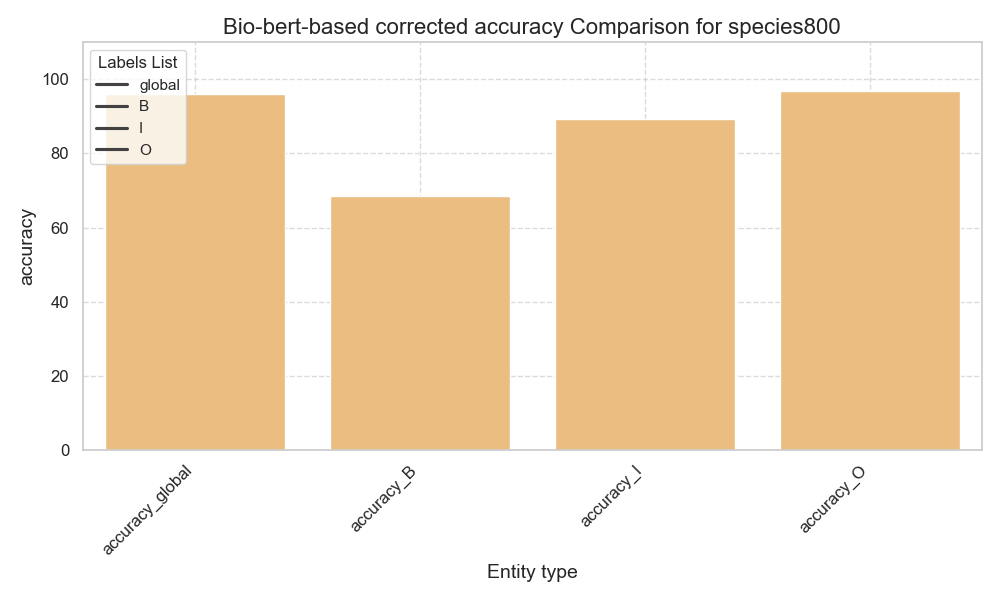 Bio-bert-based corrected accuracy Comparison for species800
Labels List
global
B
I
O
accuracy
100
80
60
40
20
0
accuracy_global
accuracy_B
accuracy_I
accuracy_O
Entity type